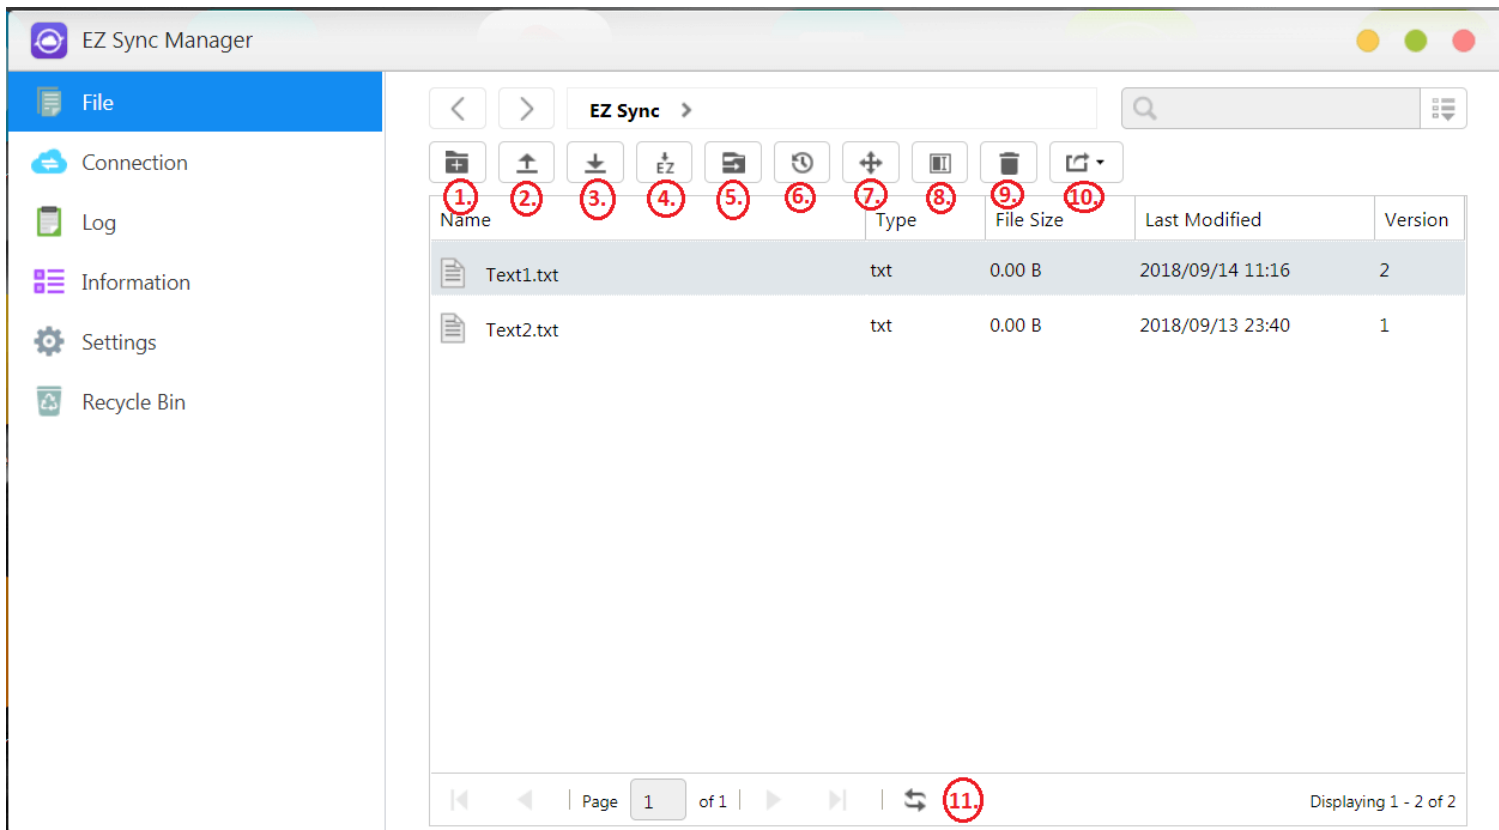 EZ Sync Manager
File
Connection
Log
Information
Settings
Recycle Bin
EZ Sync
EZ
1. 2. 3. 4. 5. 6. 7. 8. 9. 10.
Name Type File Size Last Modified Version
Text1.txt txt 0.00 B 2018/09/14 11:16 2
Text2.txt txt 0.00 B 2018/09/13 23:40 1
Page 1 of 1 11. Displaying 1 - 2 of 2